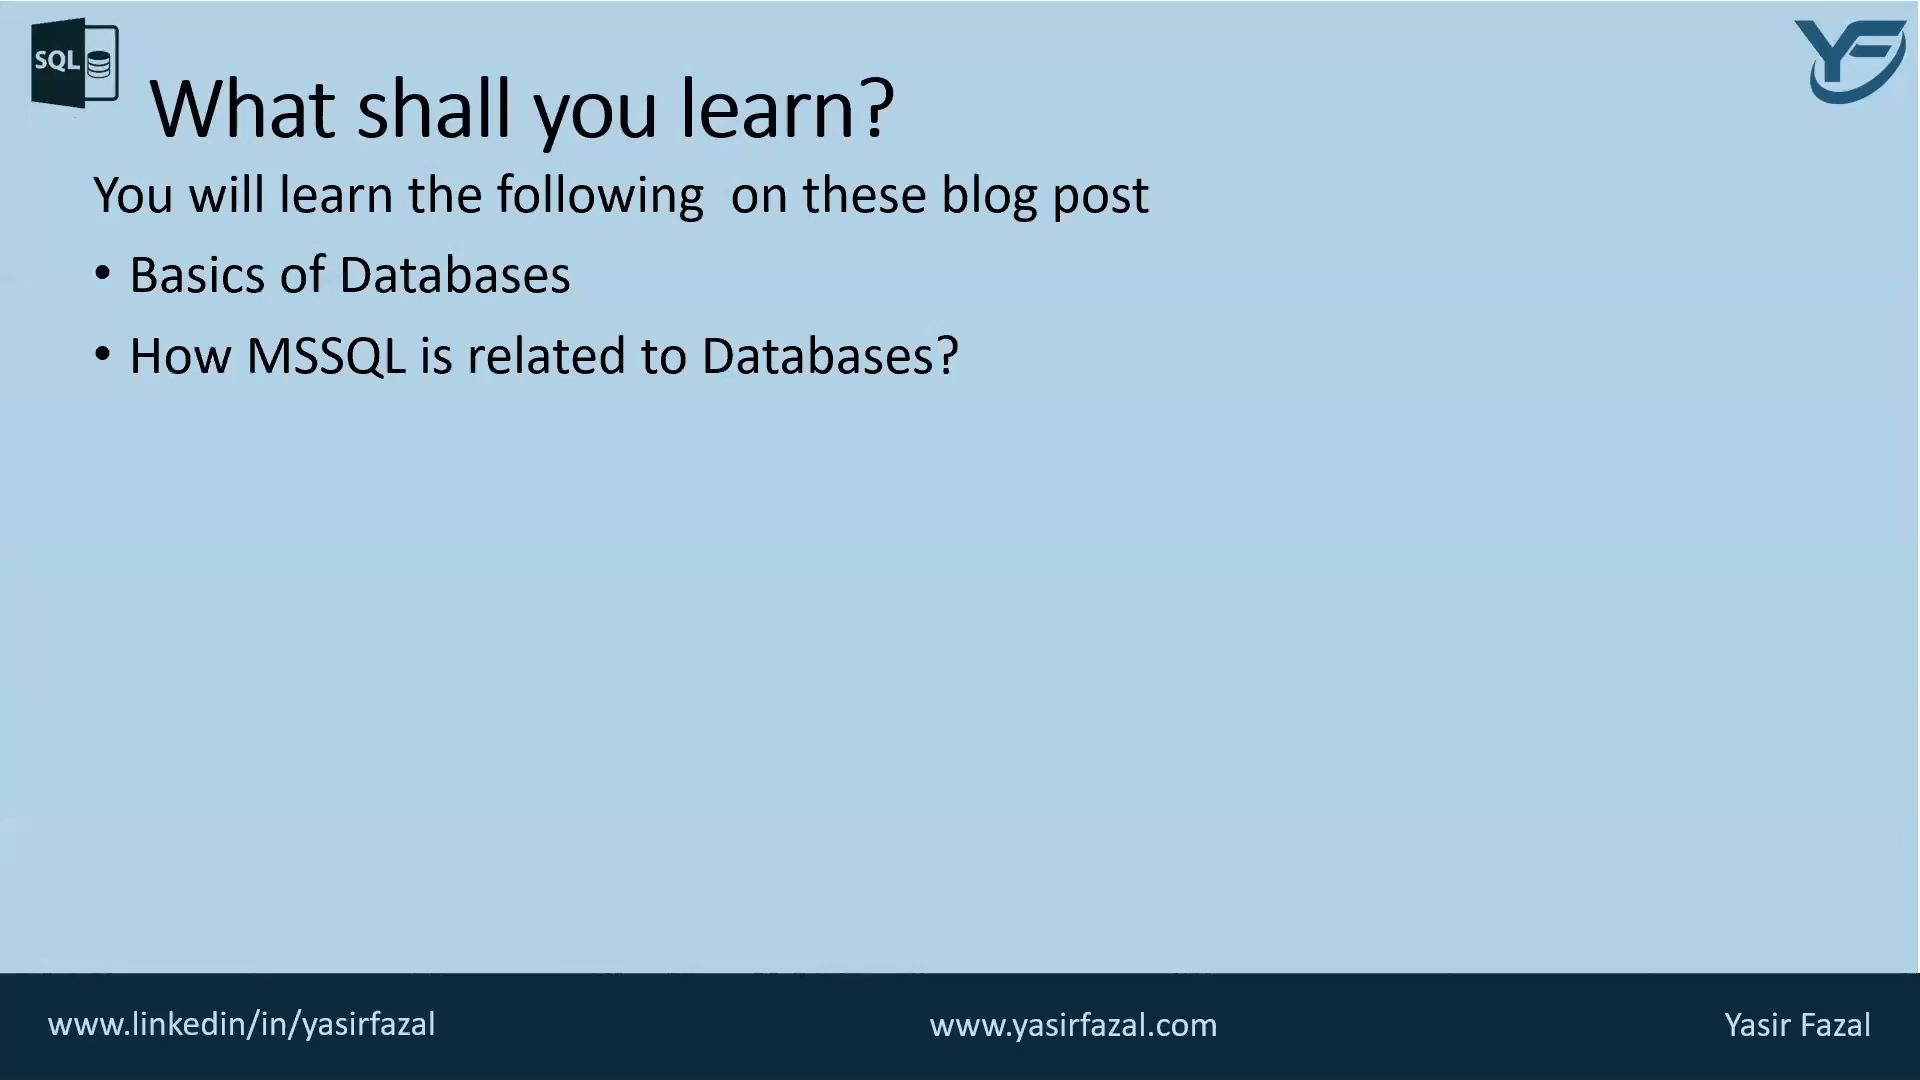 SQL
YF
What shall you learn?
You will learn the following  on these blog post
• Basics of Databases
• How MSSQL is related to Databases?
www.linkedin/in/yasirfazal
www.yasirfazal.com
Yasir Fazal